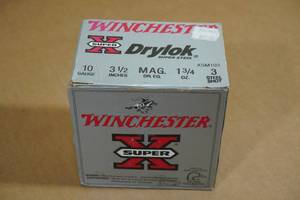 WINCHESTER
X
SUPER
Drylok
SUPER STEEL
XSM103
10
GAUGE
3 1/2
INCHES
MAG.
DR. EQ.
1 3/4
OZ.
3
SHOT
WINCHESTER
X
SUPER